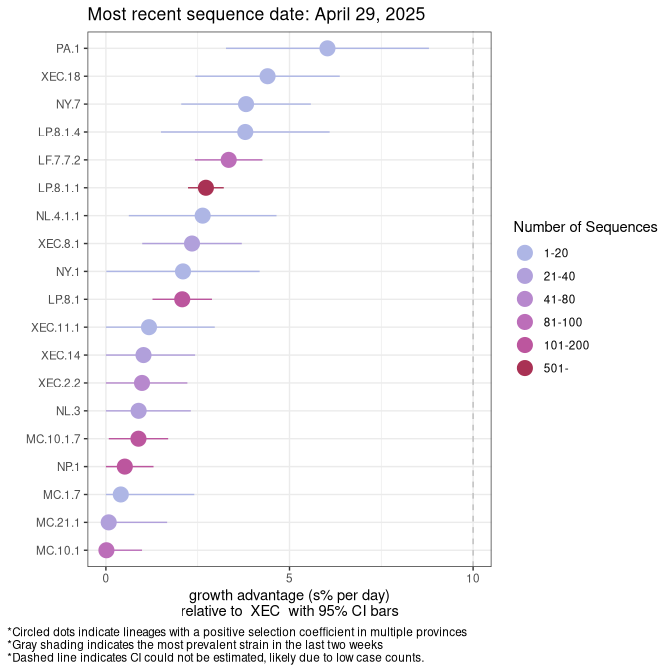 Most recent sequence date: April 29, 2025
PA.1
XEC.18
NY.7
LP.8.1.4
LF.7.7.2
LP.8.1.1
NL.4.1.1
XEC.8.1
NY.1
LP.8.1
XEC.11.1
XEC.14
XEC.2.2
NL.3
MC.10.1.7
NP.1
MC.1.7
MC.21.1
MC.10.1
0 5 10
growth advantage (s% per day)
relative to XEC with 95% CI bars
Number of Sequences
1-20
21-40
41-80
81-100
101-200
501-
*Circled dots indicate lineages with a positive selection coefficient in multiple provinces
*Gray shading indicates the most prevalent strain in the last two weeks
*Dashed line indicates CI could not be estimated, likely due to low case counts.